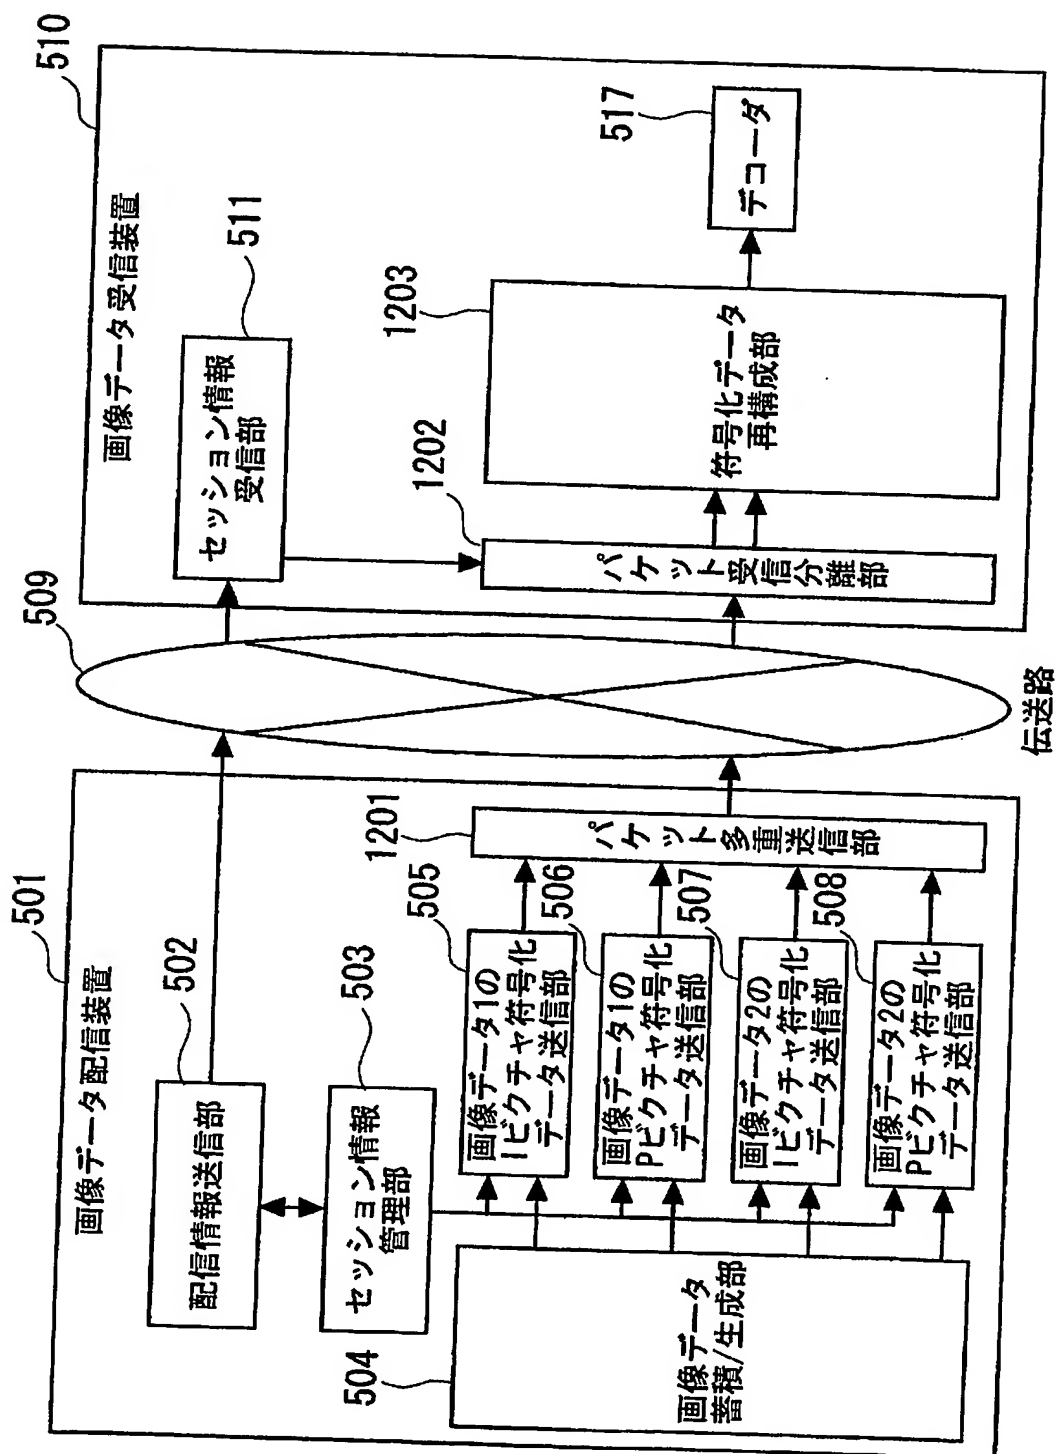 501
画像データ配信装置
502
配信情報送信部
503
セッション情報
管理部
504
画像データ
蓄積/生成部
505
画像データ1の
Iピクチャ符号化
データ送信部
506
画像データ1の
Pピクチャ符号化
データ送信部
507
画像データ2の
Iピクチャ符号化
データ送信部
508
画像データ2の
Pピクチャ符号化
データ送信部
1201
パケット多重送信部
509
伝送路
510
画像データ受信装置
511
セッション情報
受信部
1202
パケット受信分離部
1203
符号化データ
再構成部
517
デコーダ